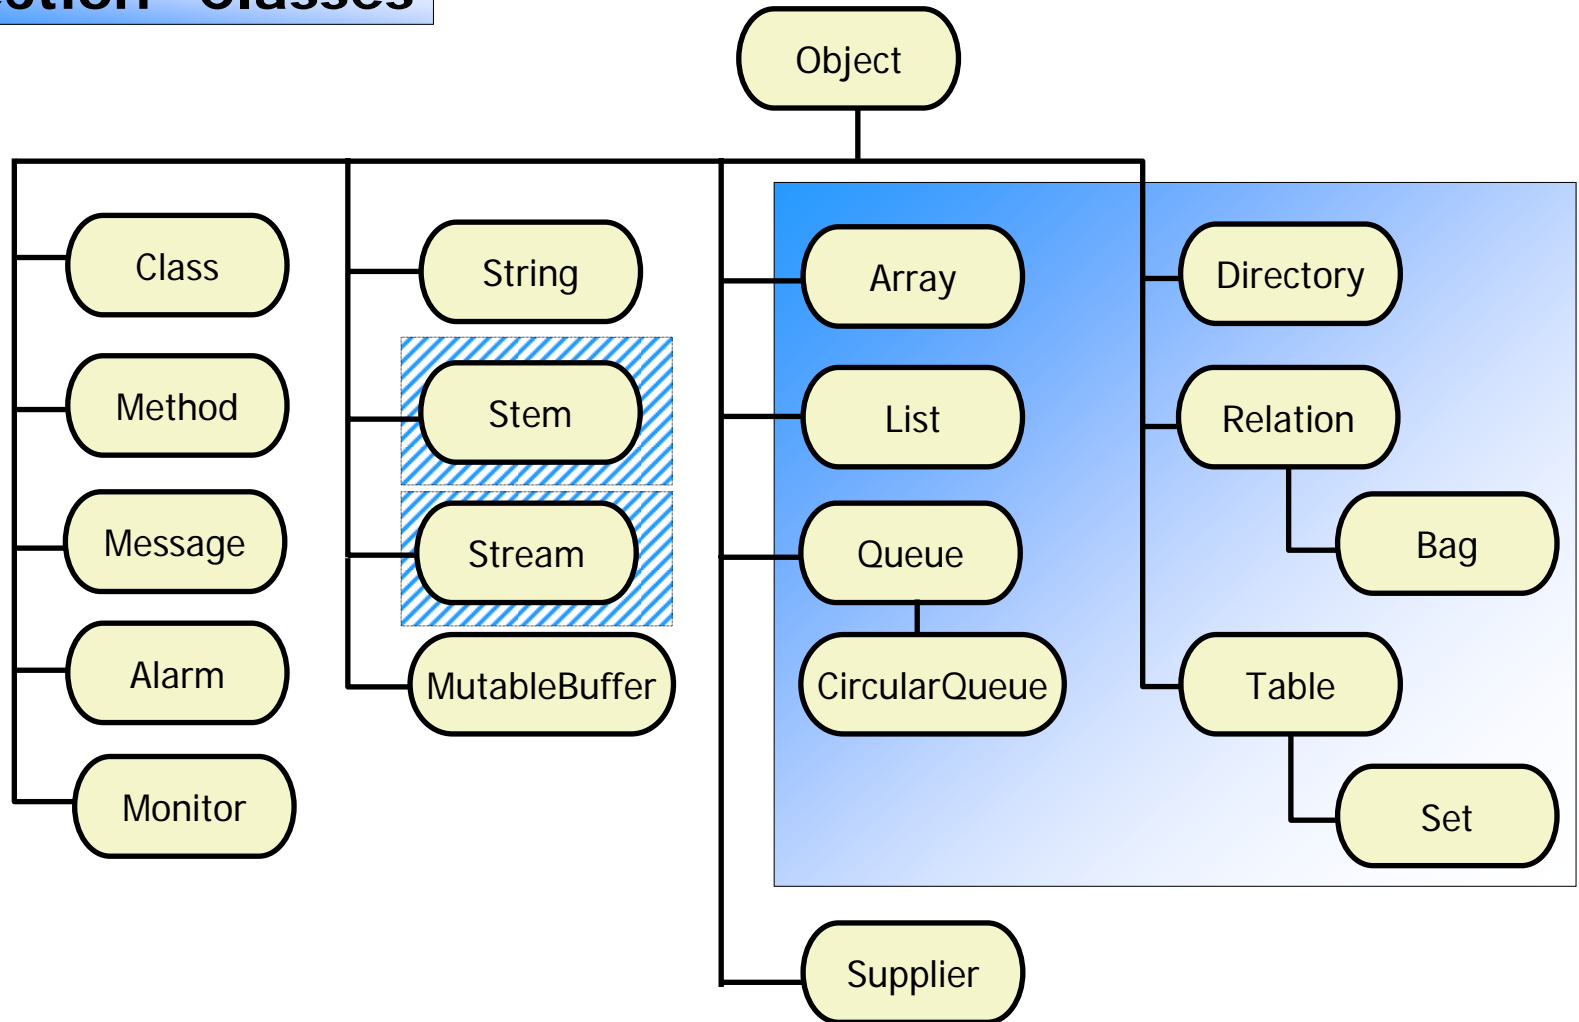 classes
Object
Class
String
Array
Directory
Method
Stem
List
Relation
Message
Stream
Queue
Bag
Alarm
MutableBuffer
CircularQueue
Table
Monitor
Set
Supplier